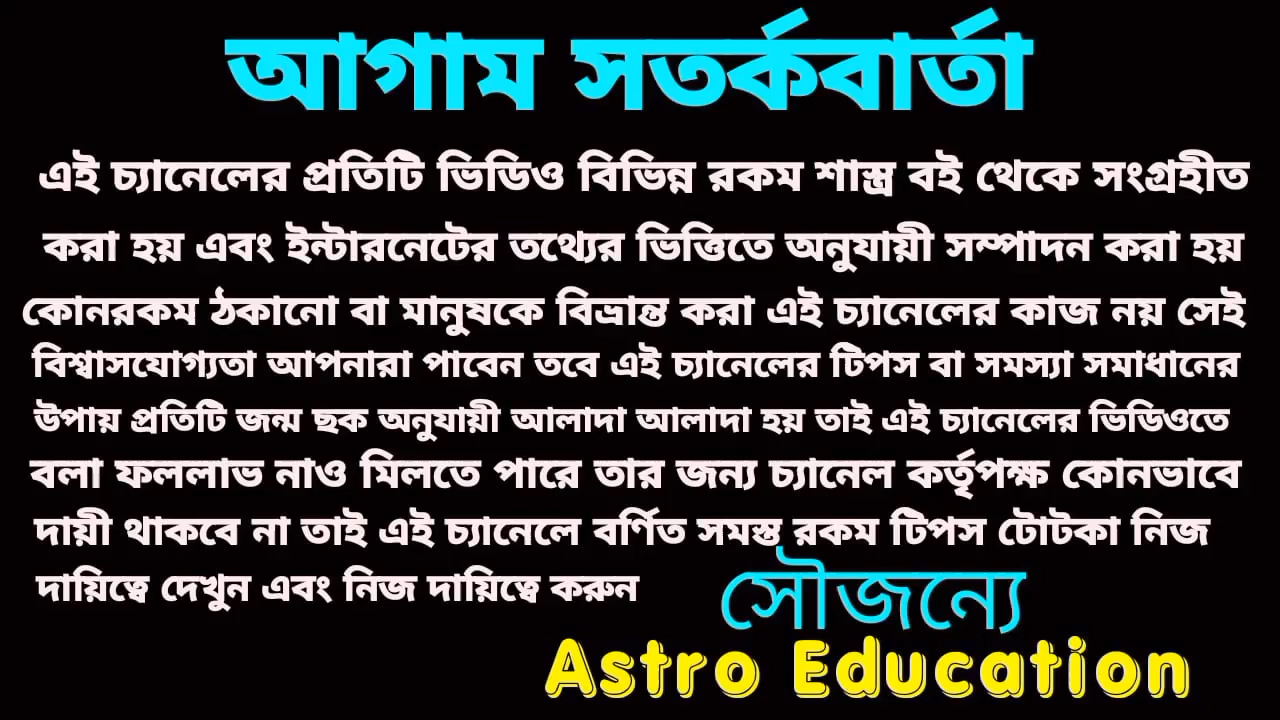 আগাম সতর্কবার্তা
এই চ্যানেলের প্রতিটি ভিডিও বিভিন্ন রকম শাস্ত্র বই থেকে সংগ্রহীত
করা হয় এবং ইন্টারনেটের তথ্যের ভিত্তিতে অনুযায়ী সম্পাদন করা হয়
কোনরকম ঠকানো বা মানুষকে বিভ্রান্ত করা এই চ্যানেলের কাজ নয় সেই
বিশ্বাসযোগ্যতা আপনারা পাবেন তবে এই চ্যানেলের টিপস বা সমস্যা সমাধানের
উপায় প্রতিটি জন্ম ছক অনুযায়ী আলাদা আলাদা হয় তাই এই চ্যানেলের ভিডিওতে
বলা ফললাভ নাও মিলতে পারে তার জন্য চ্যানেল কর্তৃপক্ষ কোনভাবে
দায়ী থাকবে না তাই এই চ্যানেলে বর্ণিত সমস্ত রকম টিপস টোটকা নিজ
দায়িত্বে দেখুন এবং নিজ দায়িত্বে করুন
সৌজন্যে
Astro Education